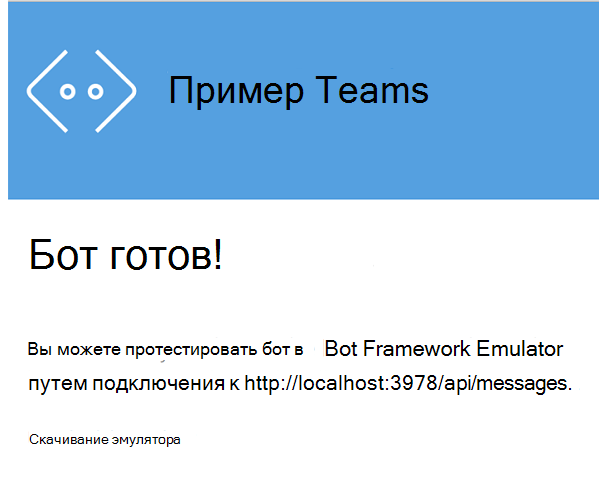 Пример Teams
Бот готов!
Вы можете протестировать бот в Bot Framework Emulator
путем подключения к http://localhost:3978/api/messages.
Скачивание эмулятора